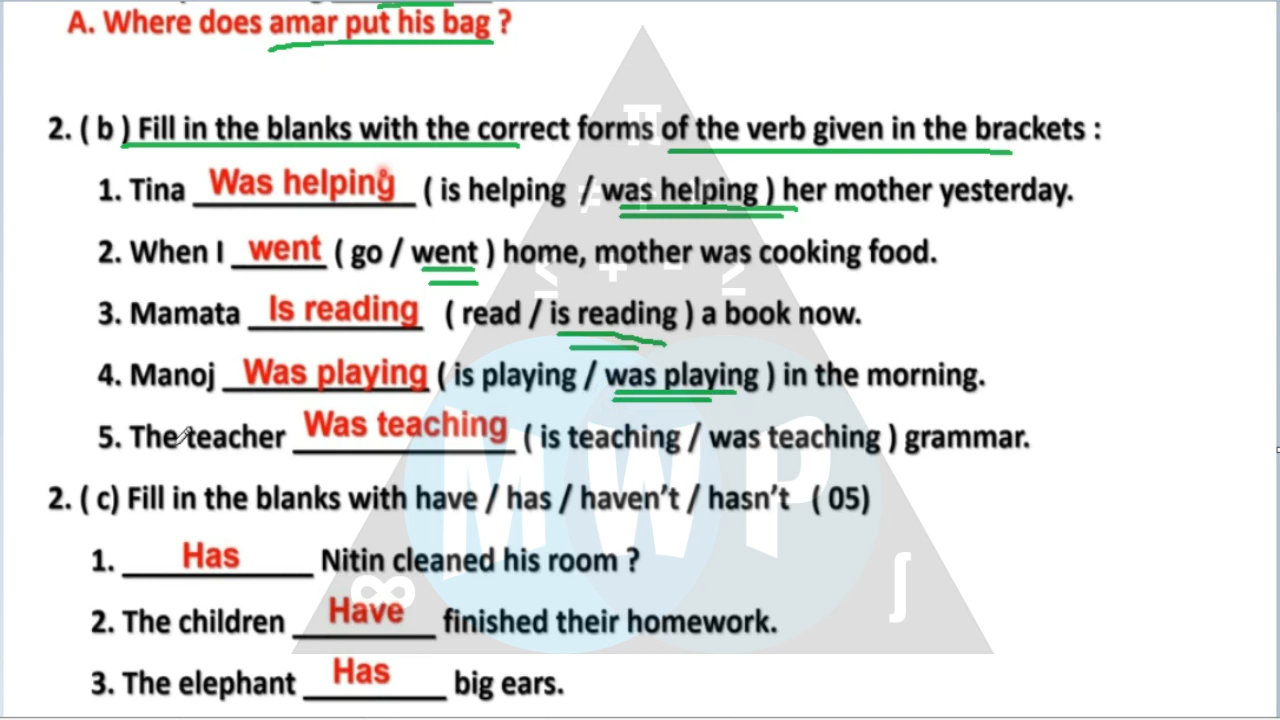 A. Where does amar put his bag ?
2. ( b ) Fill in the blanks with the correct forms of the verb given in the brackets :
1. Tina Was helping ( is helping / was helping ) her mother yesterday.
2. When I went ( go / went ) home, mother was cooking food.
3. Mamata Is reading ( read / is reading ) a book now.
4. Manoj Was playing ( is playing / was playing ) in the morning.
5. The teacher Was teaching ( is teaching / was teaching ) grammar.
2. ( c) Fill in the blanks with have / has / haven't / hasn't ( 05)
1. Has Nitin cleaned his room ?
2. The children Have finished their homework.
3. The elephant Has big ears.
MWP